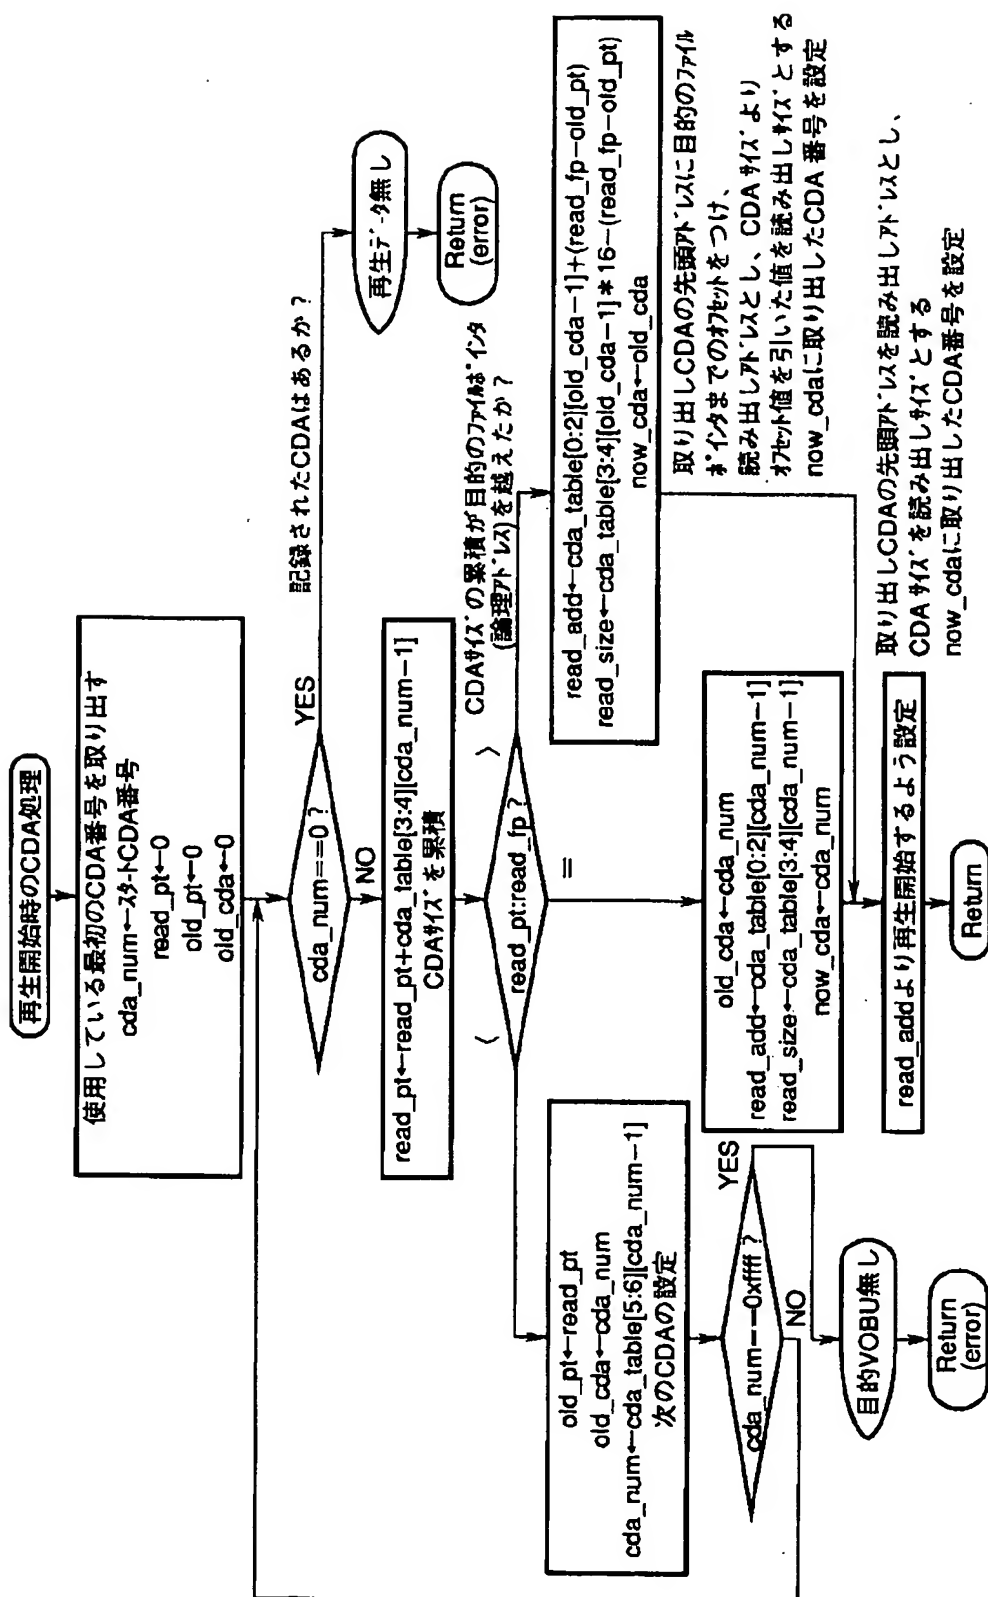 再生開始時のCDA処理
使用している最初のCDA番号を取り出す
cda_num←スタートCDA番号
read_pt←0
old_pt←0
old_cda←0
cda_num==0 ?
YES
NO
記録されたCDAはあるか？
再生データ無し
Return
(error)
read_pt←read_pt+cda_table[3:4][cda_num−1]
CDAサイズを累積
CDAサイズの累積が目的のファイルポインタ
(論理アドレス)を越えたか？
read_pt:read_fp ?
<
=
>
read_add←cda_table[0:2][old_cda−1]+(read_fp−old_pt)
read_size←cda_table[3:4][old_cda−1]*16−(read_fp−old_pt)
now_cda←old_cda
取り出しCDAの先頭アドレスに目的のファイル
ポインタまでのオフセットをつけ、
読み出しアドレスとし、CDAサイズより
オフセット値を引いた値を読み出しサイズとする
now_cdaに取り出したCDA番号を設定
old_cda←cda_num
read_add←cda_table[0:2][cda_num−1]
read_size←cda_table[3:4][cda_num−1]
now_cda←cda_num
取り出しCDAの先頭アドレスを読み出しアドレスとし、
CDAサイズを読み出しサイズとする
now_cdaに取り出したCDA番号を設定
read_addより再生開始するよう設定
Return
old_pt←read_pt
old_cda←cda_num
cda_num←cda_table[5:6][cda_num−1]
次のCDAの設定
cda_num==0xffff ?
YES
NO
目的VOBU無し
Return
(error)